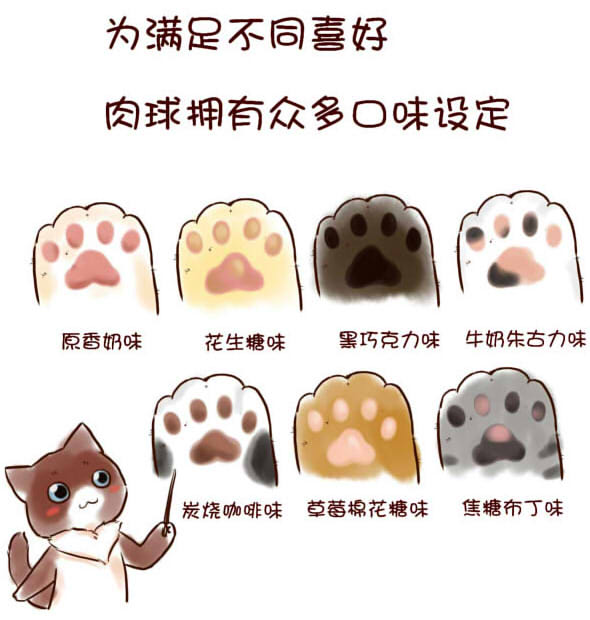 为满足不同喜好
肉球拥有众多口味设定
原香奶味
花生糖味
黑巧克力味
牛奶朱古力味
炭烧咖啡味
草莓棉花糖味
焦糖布丁味